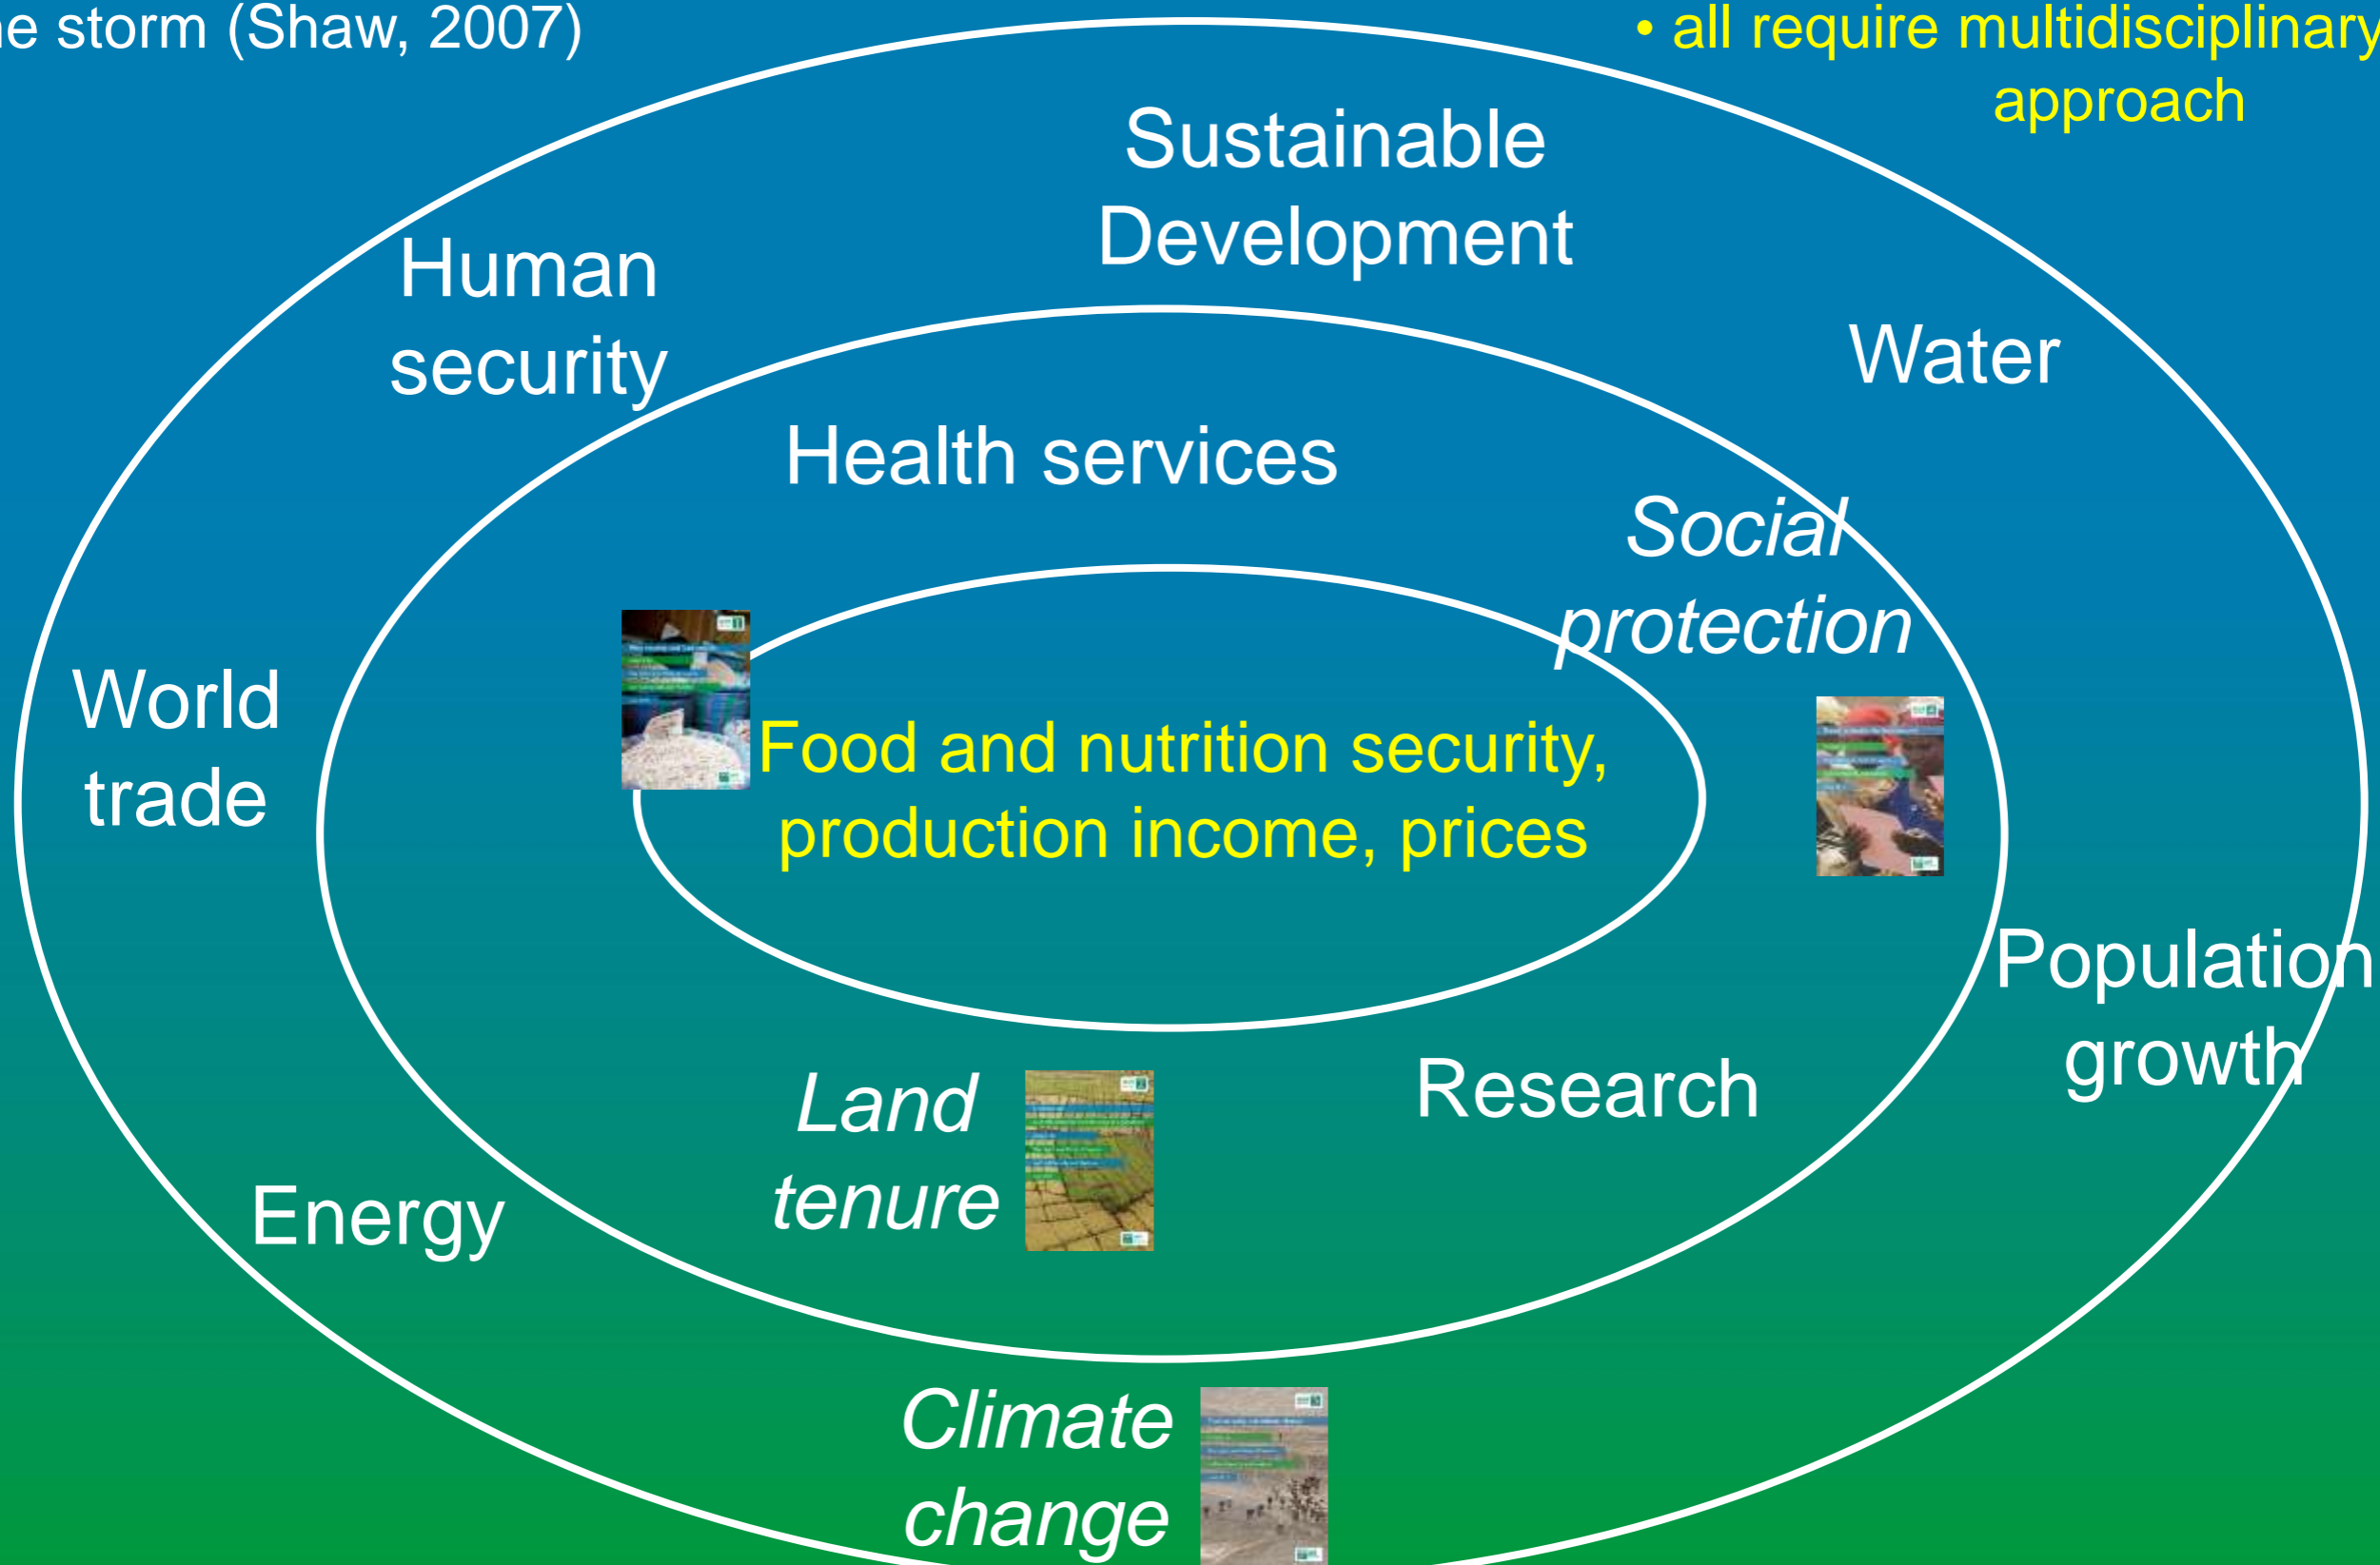 he storm (Shaw, 2007)
• all require multidisciplinary
approach
Sustainable
Development
Human
security
Water
Health services
Social
protection
World
trade
Food and nutrition security,
production income, prices
Population
growth
Land
tenure
Research
Energy
Climate
change